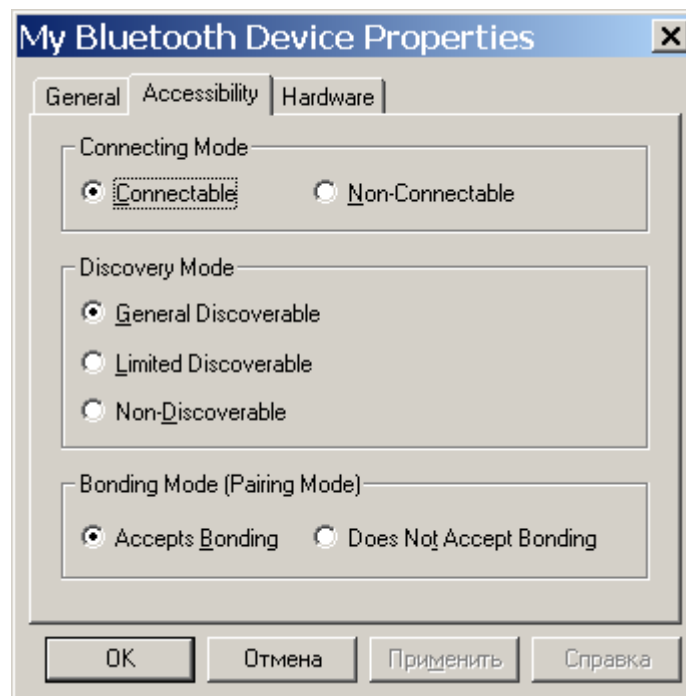 My Bluetooth Device Properties
General Accessibility Hardware
Connecting Mode
Connectable Non-Connectable
Discovery Mode
General Discoverable
Limited Discoverable
Non-Discoverable
Bonding Mode (Pairing Mode)
Accepts Bonding Does Not Accept Bonding
OK Отмена Применить Справка